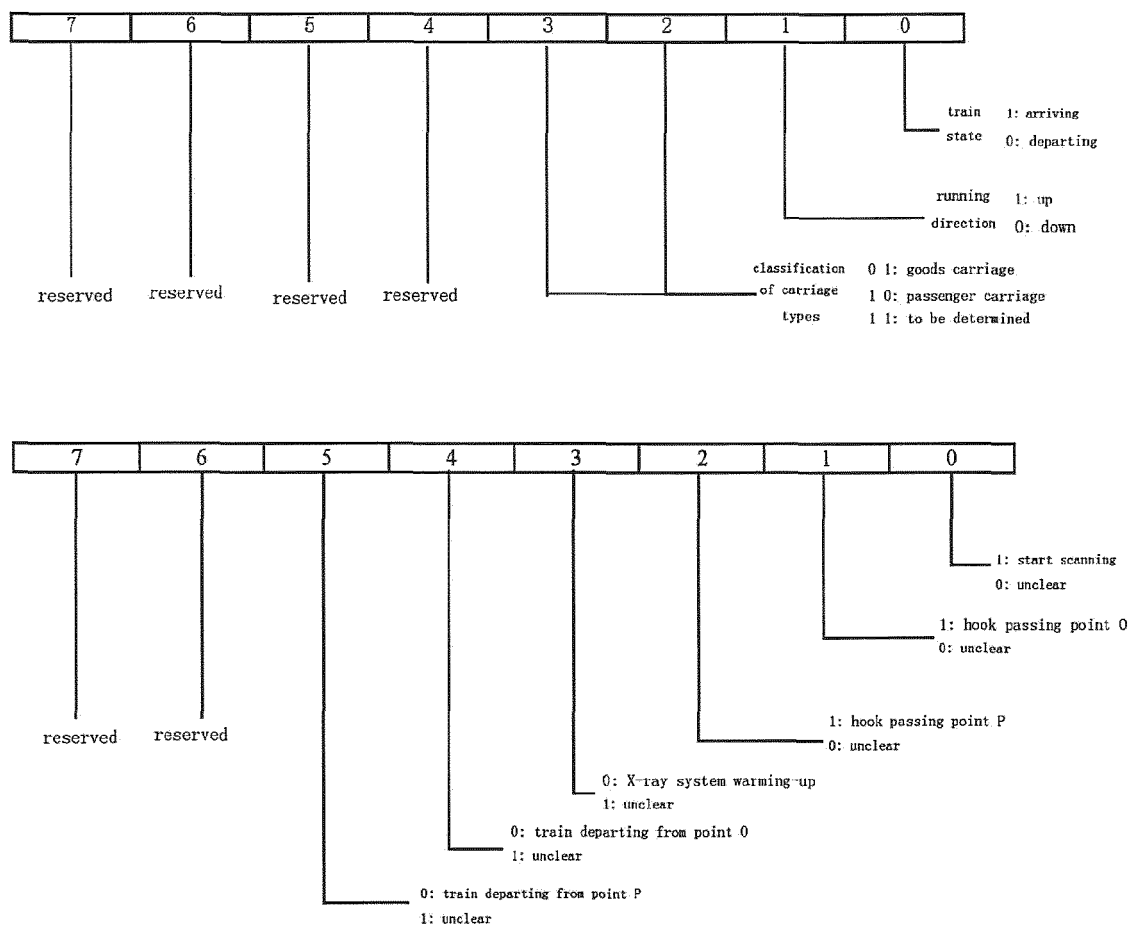 7 6 5 4 3 2 1 0
train 1: arriving
state 0: departing
running 1: up
direction 0: down
classification 0 1: goods carriage
of carriage 1 0: passenger carriage
types 1 1: to be determined
reserved reserved reserved reserved
7 6 5 4 3 2 1 0
1: start scanning
0: unclear
1: hook passing point O
0: unclear
1: hook passing point P
0: unclear
reserved reserved
0: X-ray system warming-up
1: unclear
0: train departing from point O
1: unclear
0: train departing from point P
1: unclear